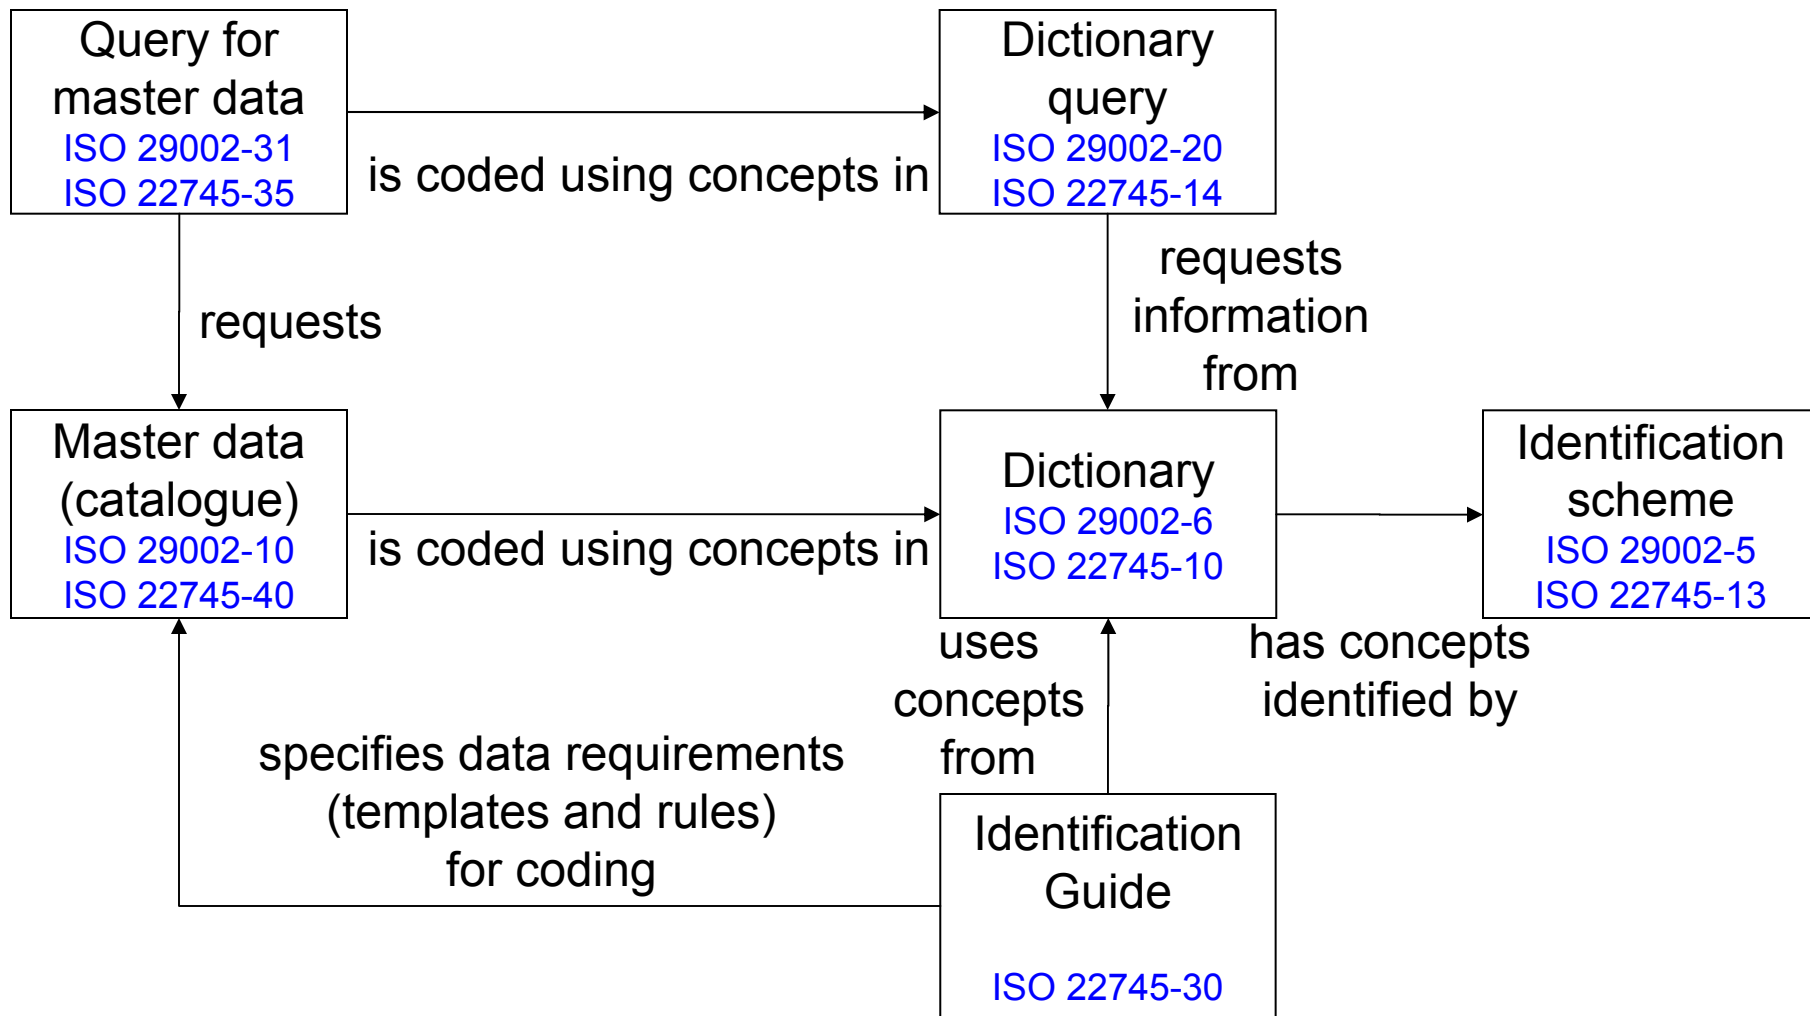 Query for
master data
ISO 29002-31
ISO 22745-35
is coded using concepts in
Dictionary
query
ISO 29002-20
ISO 22745-14
requests
requests
information
from
Master data
(catalogue)
ISO 29002-10
ISO 22745-40
is coded using concepts in
Dictionary
ISO 29002-6
ISO 22745-10
Identification
scheme
ISO 29002-5
ISO 22745-13
uses
concepts
from
has concepts
identified by
specifies data requirements
(templates and rules)
for coding
Identification
Guide
ISO 22745-30